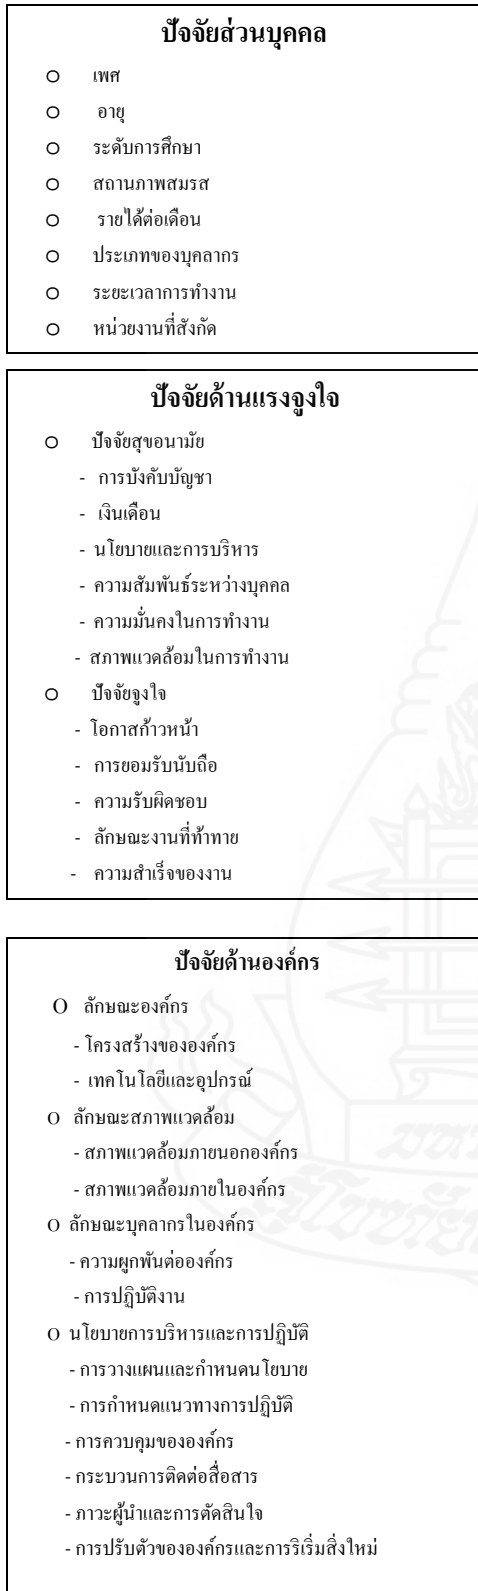 ปัจจัยส่วนบุคคล
o เพศ
o อายุ
o ระดับการศึกษา
o สถานภาพสมรส
o รายได้ต่อเดือน
o ประเภทของบุคลากร
o ระยะเวลาการทำงาน
o หน่วยงานที่สังกัด
ปัจจัยด้านแรงจูงใจ
o ปัจจัยสุขอนามัย
- การบังคับบัญชา
- เงินเดือน
- นโยบายและการบริหาร
- ความสัมพันธ์ระหว่างบุคคล
- ความมั่นคงในการทำงาน
- สภาพแวดล้อมในการทำงาน
o ปัจจัยจูงใจ
- โอกาสก้าวหน้า
- การยอมรับนับถือ
- ความรับผิดชอบ
- ลักษณะงานที่ท้าทาย
- ความสำเร็จของงาน
ปัจจัยด้านองค์กร
O ลักษณะองค์กร
- โครงสร้างขององค์กร
- เทคโนโลยีและอุปกรณ์
O ลักษณะสภาพแวดล้อม
- สภาพแวดล้อมภายนอกองค์กร
- สภาพแวดล้อมภายในองค์กร
O ลักษณะบุคลากรในองค์กร
- ความผูกพันต่อองค์กร
- การปฏิบัติงาน
O นโยบายการบริหารและการปฏิบัติ
- การวางแผนและกำหนดนโยบาย
- การกำหนดแนวทางการปฏิบัติ
- การควบคุมขององค์กร
- กระบวนการติดต่อสื่อสาร
- ภาวะผู้นำและการตัดสินใจ
- การปรับตัวขององค์กรและการริเริ่มสิ่งใหม่